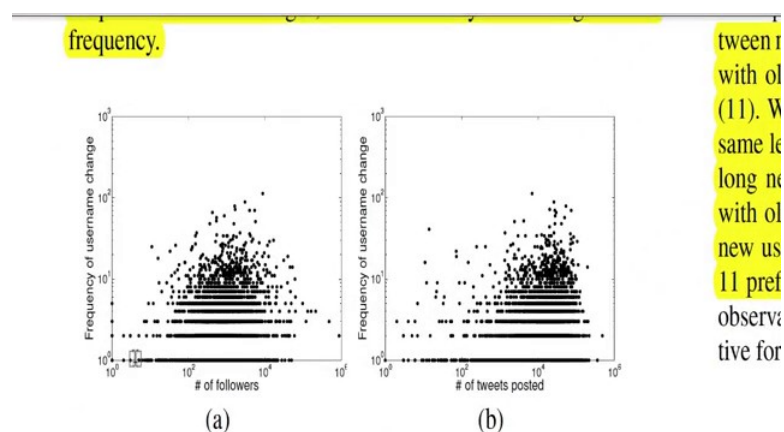 frequency.
Frequency of username change
10^3
10^2
10^1
10^0
10^0 10^2 10^4 10^6
# of followers
(a)
Frequency of username change
10^3
10^2
10^1
10^0
10^0 10^2 10^4 10^6
# of tweets posted
(b)
tween
with ol
(11). W
same le
long ne
with ol
new us
11 pref
observa
tive for